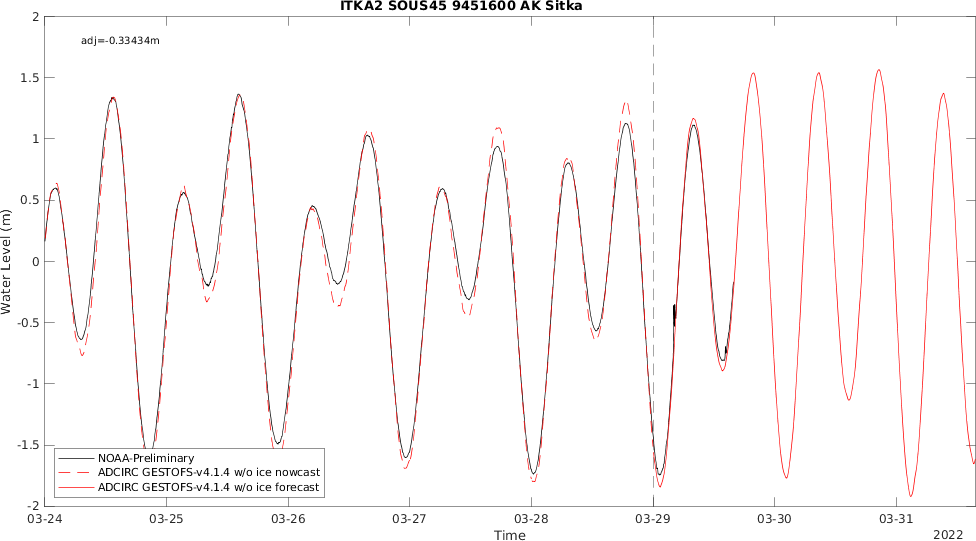 ITKA2 SOUS45 9451600 AK Sitka
adj=-0.33434m
2
1.5
1
0.5
0
-0.5
-1
-1.5
-2
Water Level (m)
NOAA-Preliminary
ADCIRC GESTOFS-v4.1.4 w/o ice nowcast
ADCIRC GESTOFS-v4.1.4 w/o ice forecast
03-24 03-25 03-26 03-27 03-28 03-29 03-30 03-31
Time
2022